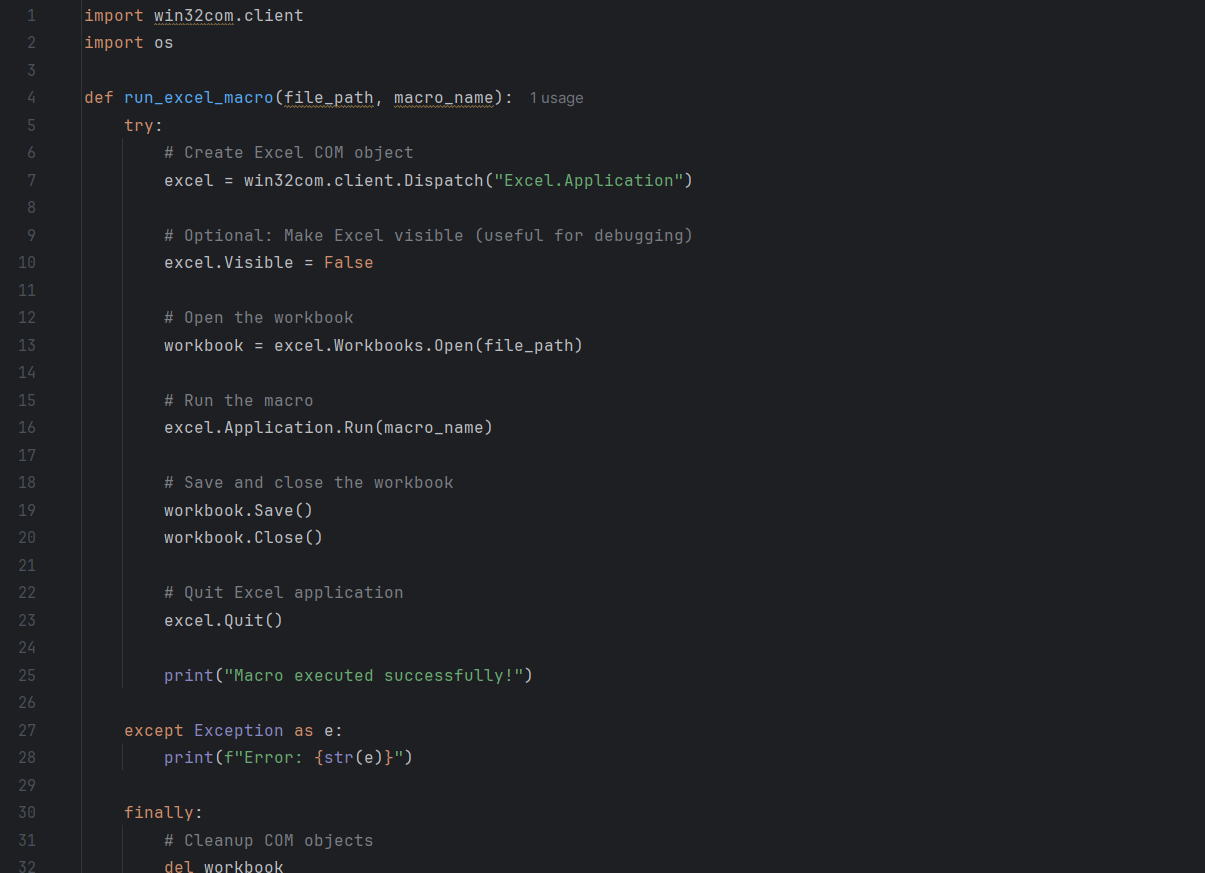 1 import win32com.client
2 import os
3
4 def run_excel_macro(file_path, macro_name): 1 usage
5     try:
6         # Create Excel COM object
7         excel = win32com.client.Dispatch("Excel.Application")
8
9         # Optional: Make Excel visible (useful for debugging)
10         excel.Visible = False
11
12         # Open the workbook
13         workbook = excel.Workbooks.Open(file_path)
14
15         # Run the macro
16         excel.Application.Run(macro_name)
17
18         # Save and close the workbook
19         workbook.Save()
20         workbook.Close()
21
22         # Quit Excel application
23         excel.Quit()
24
25         print("Macro executed successfully!")
26
27     except Exception as e:
28         print(f"Error: {str(e)}")
29
30     finally:
31         # Cleanup COM objects
32         del workbook